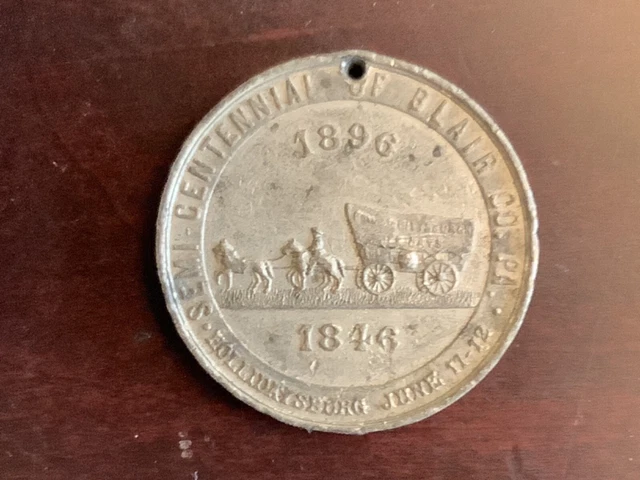 SEMI-CENTENNIAL OF BLAIR CO. PA.
1896
1846
HOLLIDAYSBURG JUNE 11-12